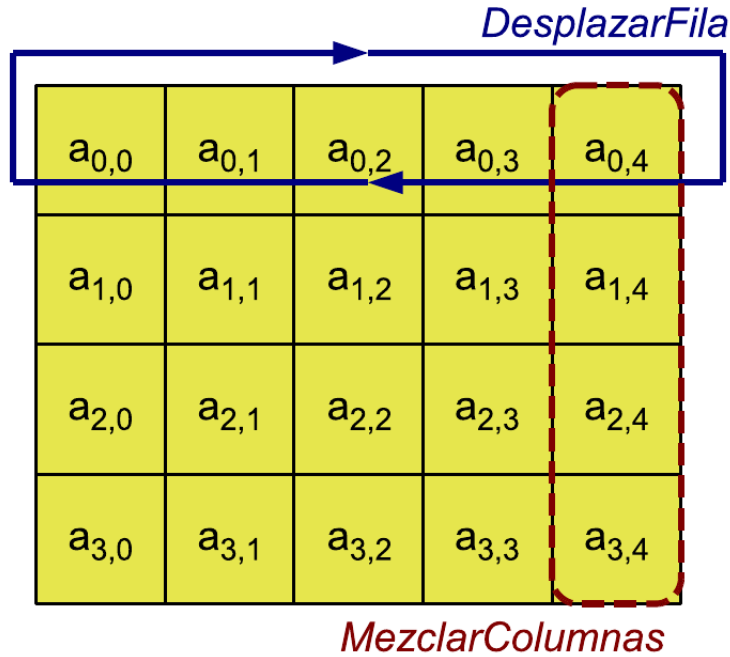 DesplazarFila
a0,0 a0,1 a0,2 a0,3 a0,4
a1,0 a1,1 a1,2 a1,3 a1,4
a2,0 a2,1 a2,2 a2,3 a2,4
a3,0 a3,1 a3,2 a3,3 a3,4
MezclarColumnas